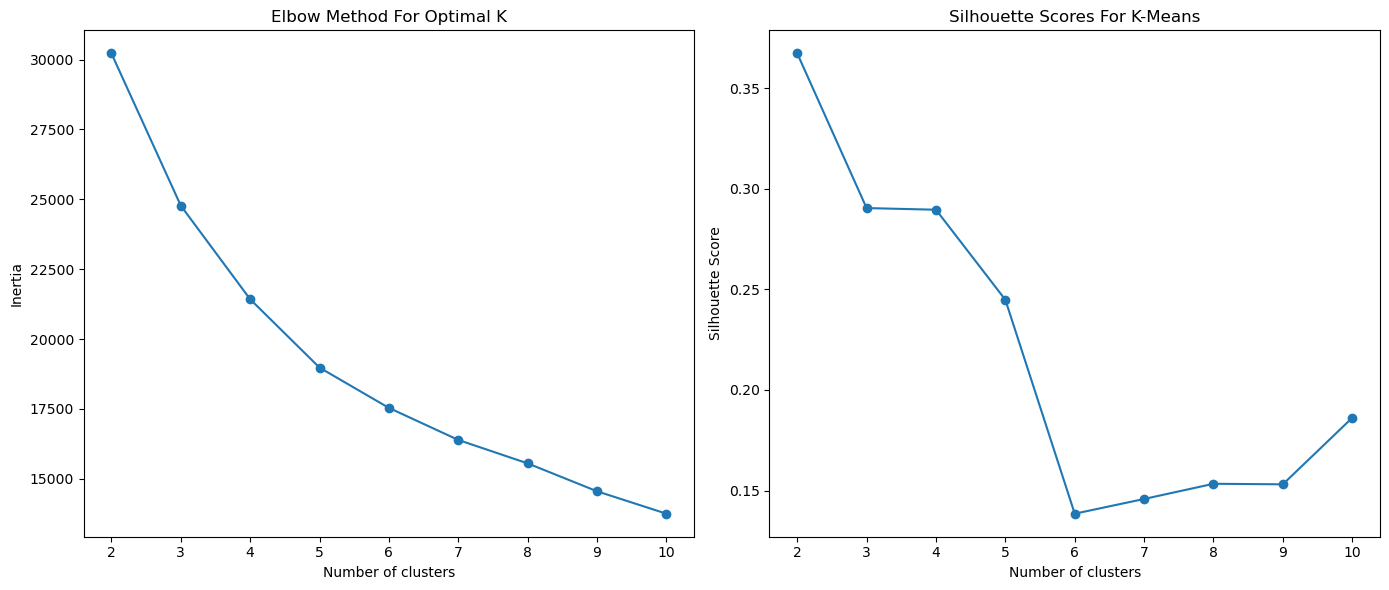 Elbow Method For Optimal K
30000
27500
25000
22500
20000
17500
15000
Inertia
2 3 4 5 6 7 8 9 10
Number of clusters
Silhouette Scores For K-Means
0.35
0.30
0.25
0.20
0.15
Silhouette Score
2 3 4 5 6 7 8 9 10
Number of clusters